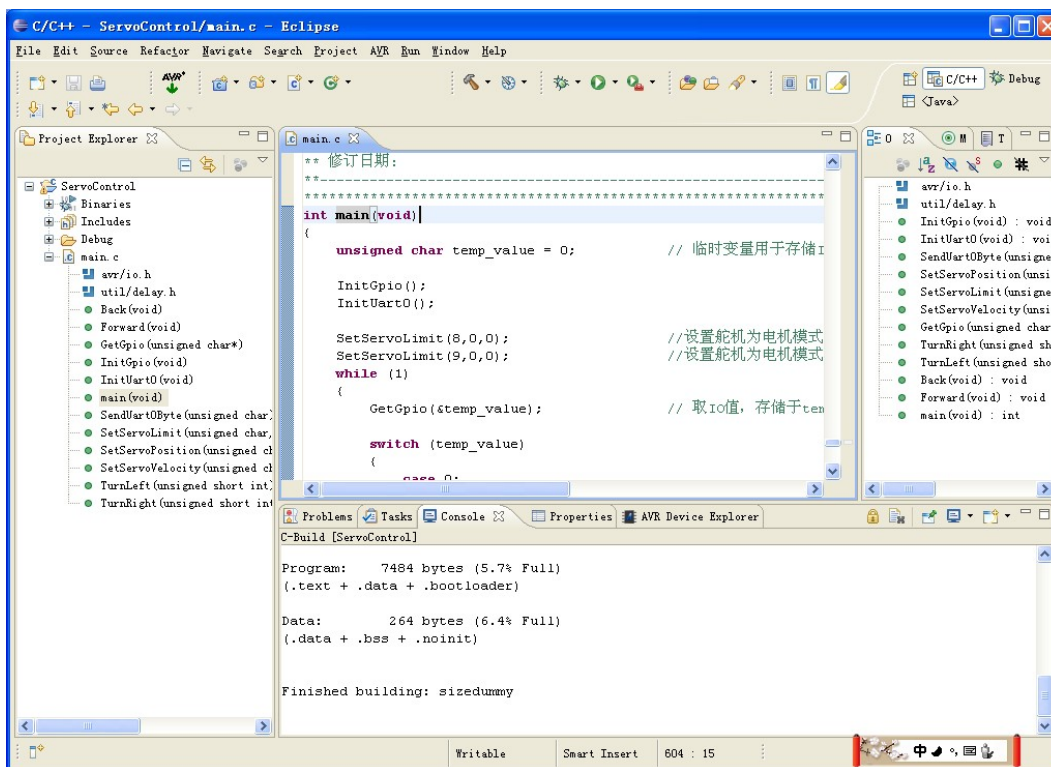 C/C++ - ServoControl/main.c - Eclipse
File Edit Source Refactor Navigate Search Project AVR Run Window Help
AVR
C/C++
Debug
<Java>
Project Explorer
ServoControl
Binaries
Includes
Debug
main.c
avr/io.h
util/delay.h
Back(void)
Forward(void)
GetGpio(unsigned char*)
InitGpio(void)
InitUart0(void)
main(void)
SendUart0Byte(unsigned char)
SetServoLimit(unsigned char,
SetServoPosition(unsigned ch
SetServoVelocity(unsigned ch
TurnLeft(unsigned short int)
TurnRight(unsigned short int
main.c
** 修订日期:
**------------------------------------------------------------
************************************************************
int main(void)
{
unsigned char temp_value = 0; // 临时变量用于存储I
InitGpio();
InitUart0();
SetServoLimit(8,0,0); //设置舵机为电机模式
SetServoLimit(9,0,0); //设置舵机为电机模式
while (1)
{
GetGpio(&temp_value); // 取IO值, 存储于tem
switch (temp_value)
{
case 0:
O M T
avr/io.h
util/delay.h
InitGpio(void) : void
InitUart0(void) : voi
SendUart0Byte(unsigne
SetServoPosition(unsi
SetServoLimit(unsigne
SetServoVelocity(unsi
GetGpio(unsigned char
TurnRight(unsigned sh
TurnLeft(unsigned sho
Back(void) : void
Forward(void) : void
main(void) : int
Problems Tasks Console Properties AVR Device Explorer
C-Build [ServoControl]
Program: 7484 bytes (5.7% Full)
(.text + .data + .bootloader)
Data: 264 bytes (6.4% Full)
(.data + .bss + .noinit)
Finished building: sizedummy
Writable Smart Insert 604 : 15
中